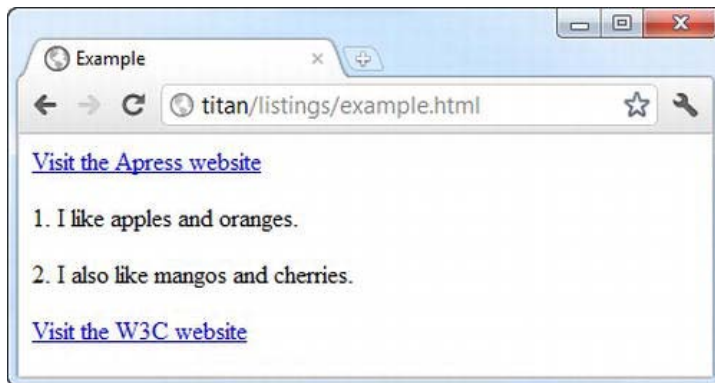 Example
titan/listings/example.html
Visit the Apress website
1. I like apples and oranges.
2. I also like mangos and cherries.
Visit the W3C website